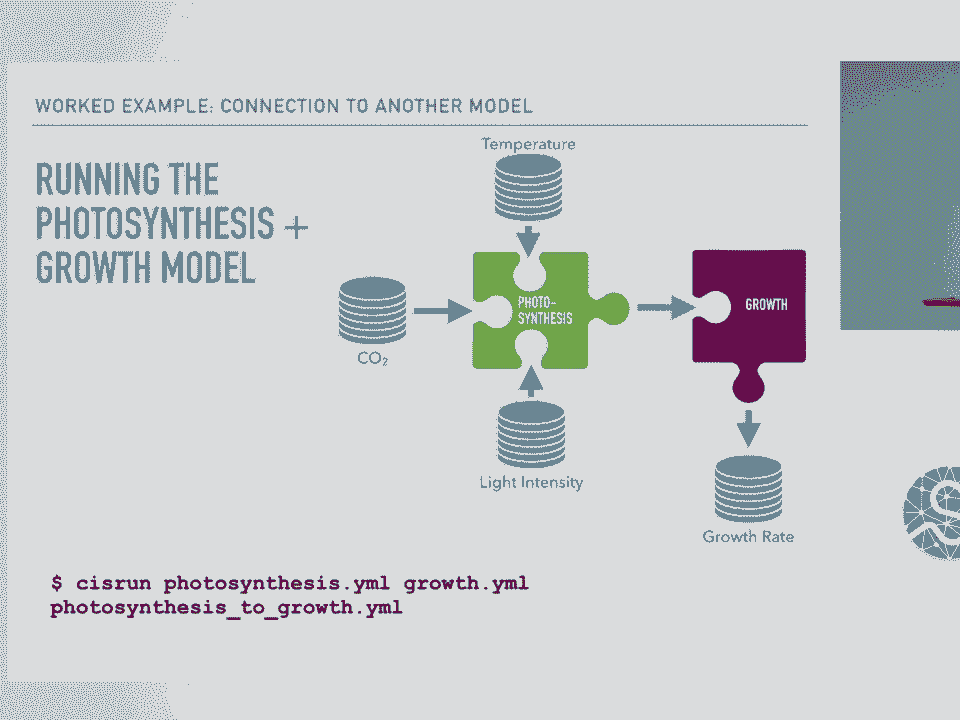 WORKED EXAMPLE: CONNECTION TO ANOTHER MODEL
RUNNING THE
PHOTOSYNTHESIS +
GROWTH MODEL
Temperature
PHOTO-
SYNTHESIS
GROWTH
CO₂
Light Intensity
Growth Rate
$ cisrun photosynthesis.yml growth.yml
photosynthesis_to_growth.yml